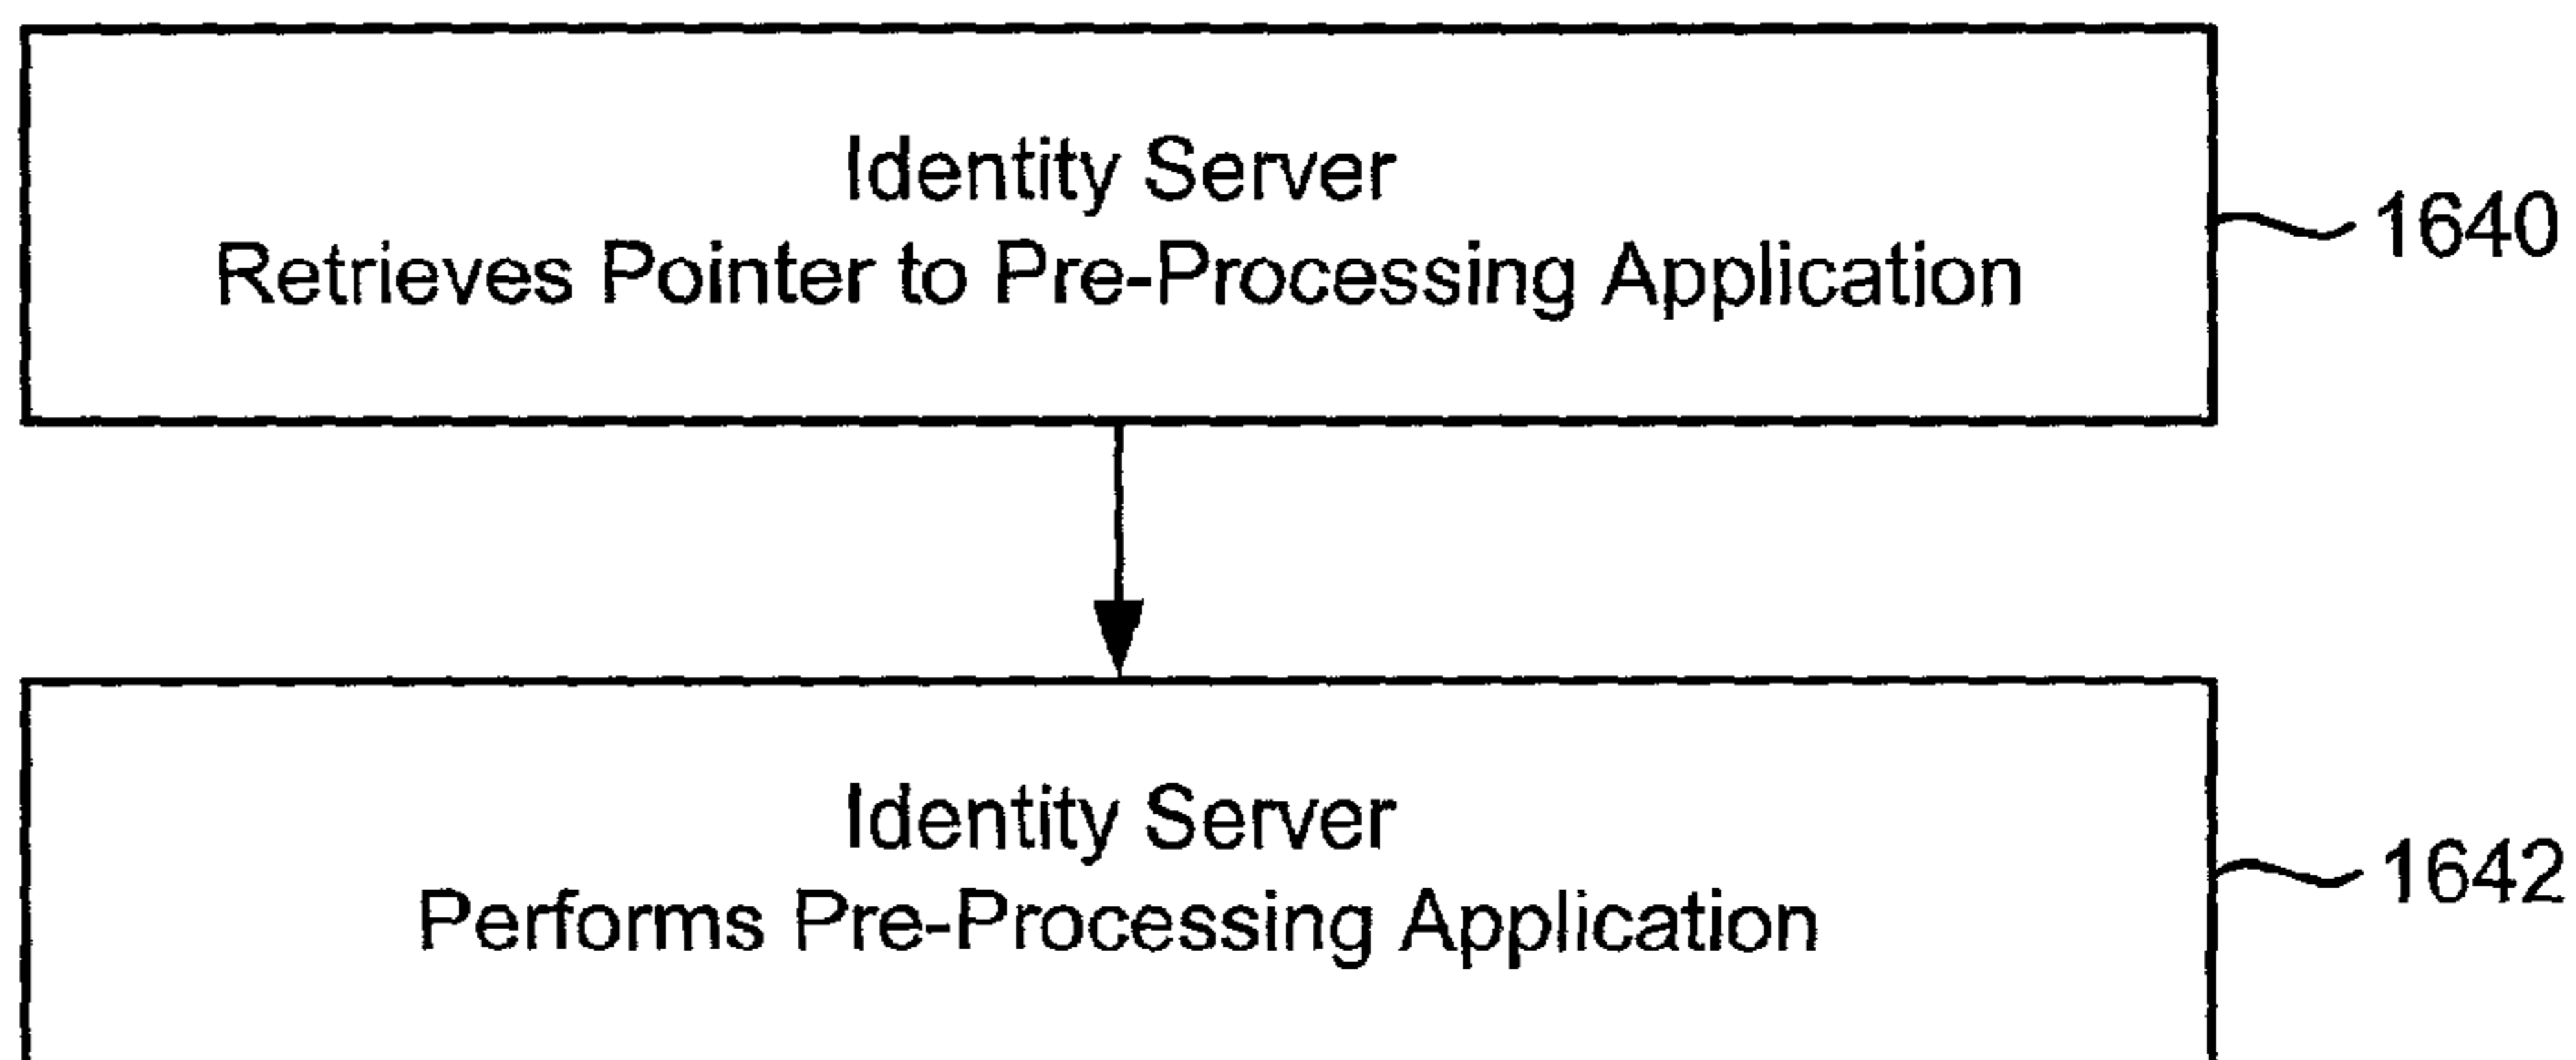 Identity Server
Retrieves Pointer to Pre-Processing Application
1640
Identity Server
Performs Pre-Processing Application
1642